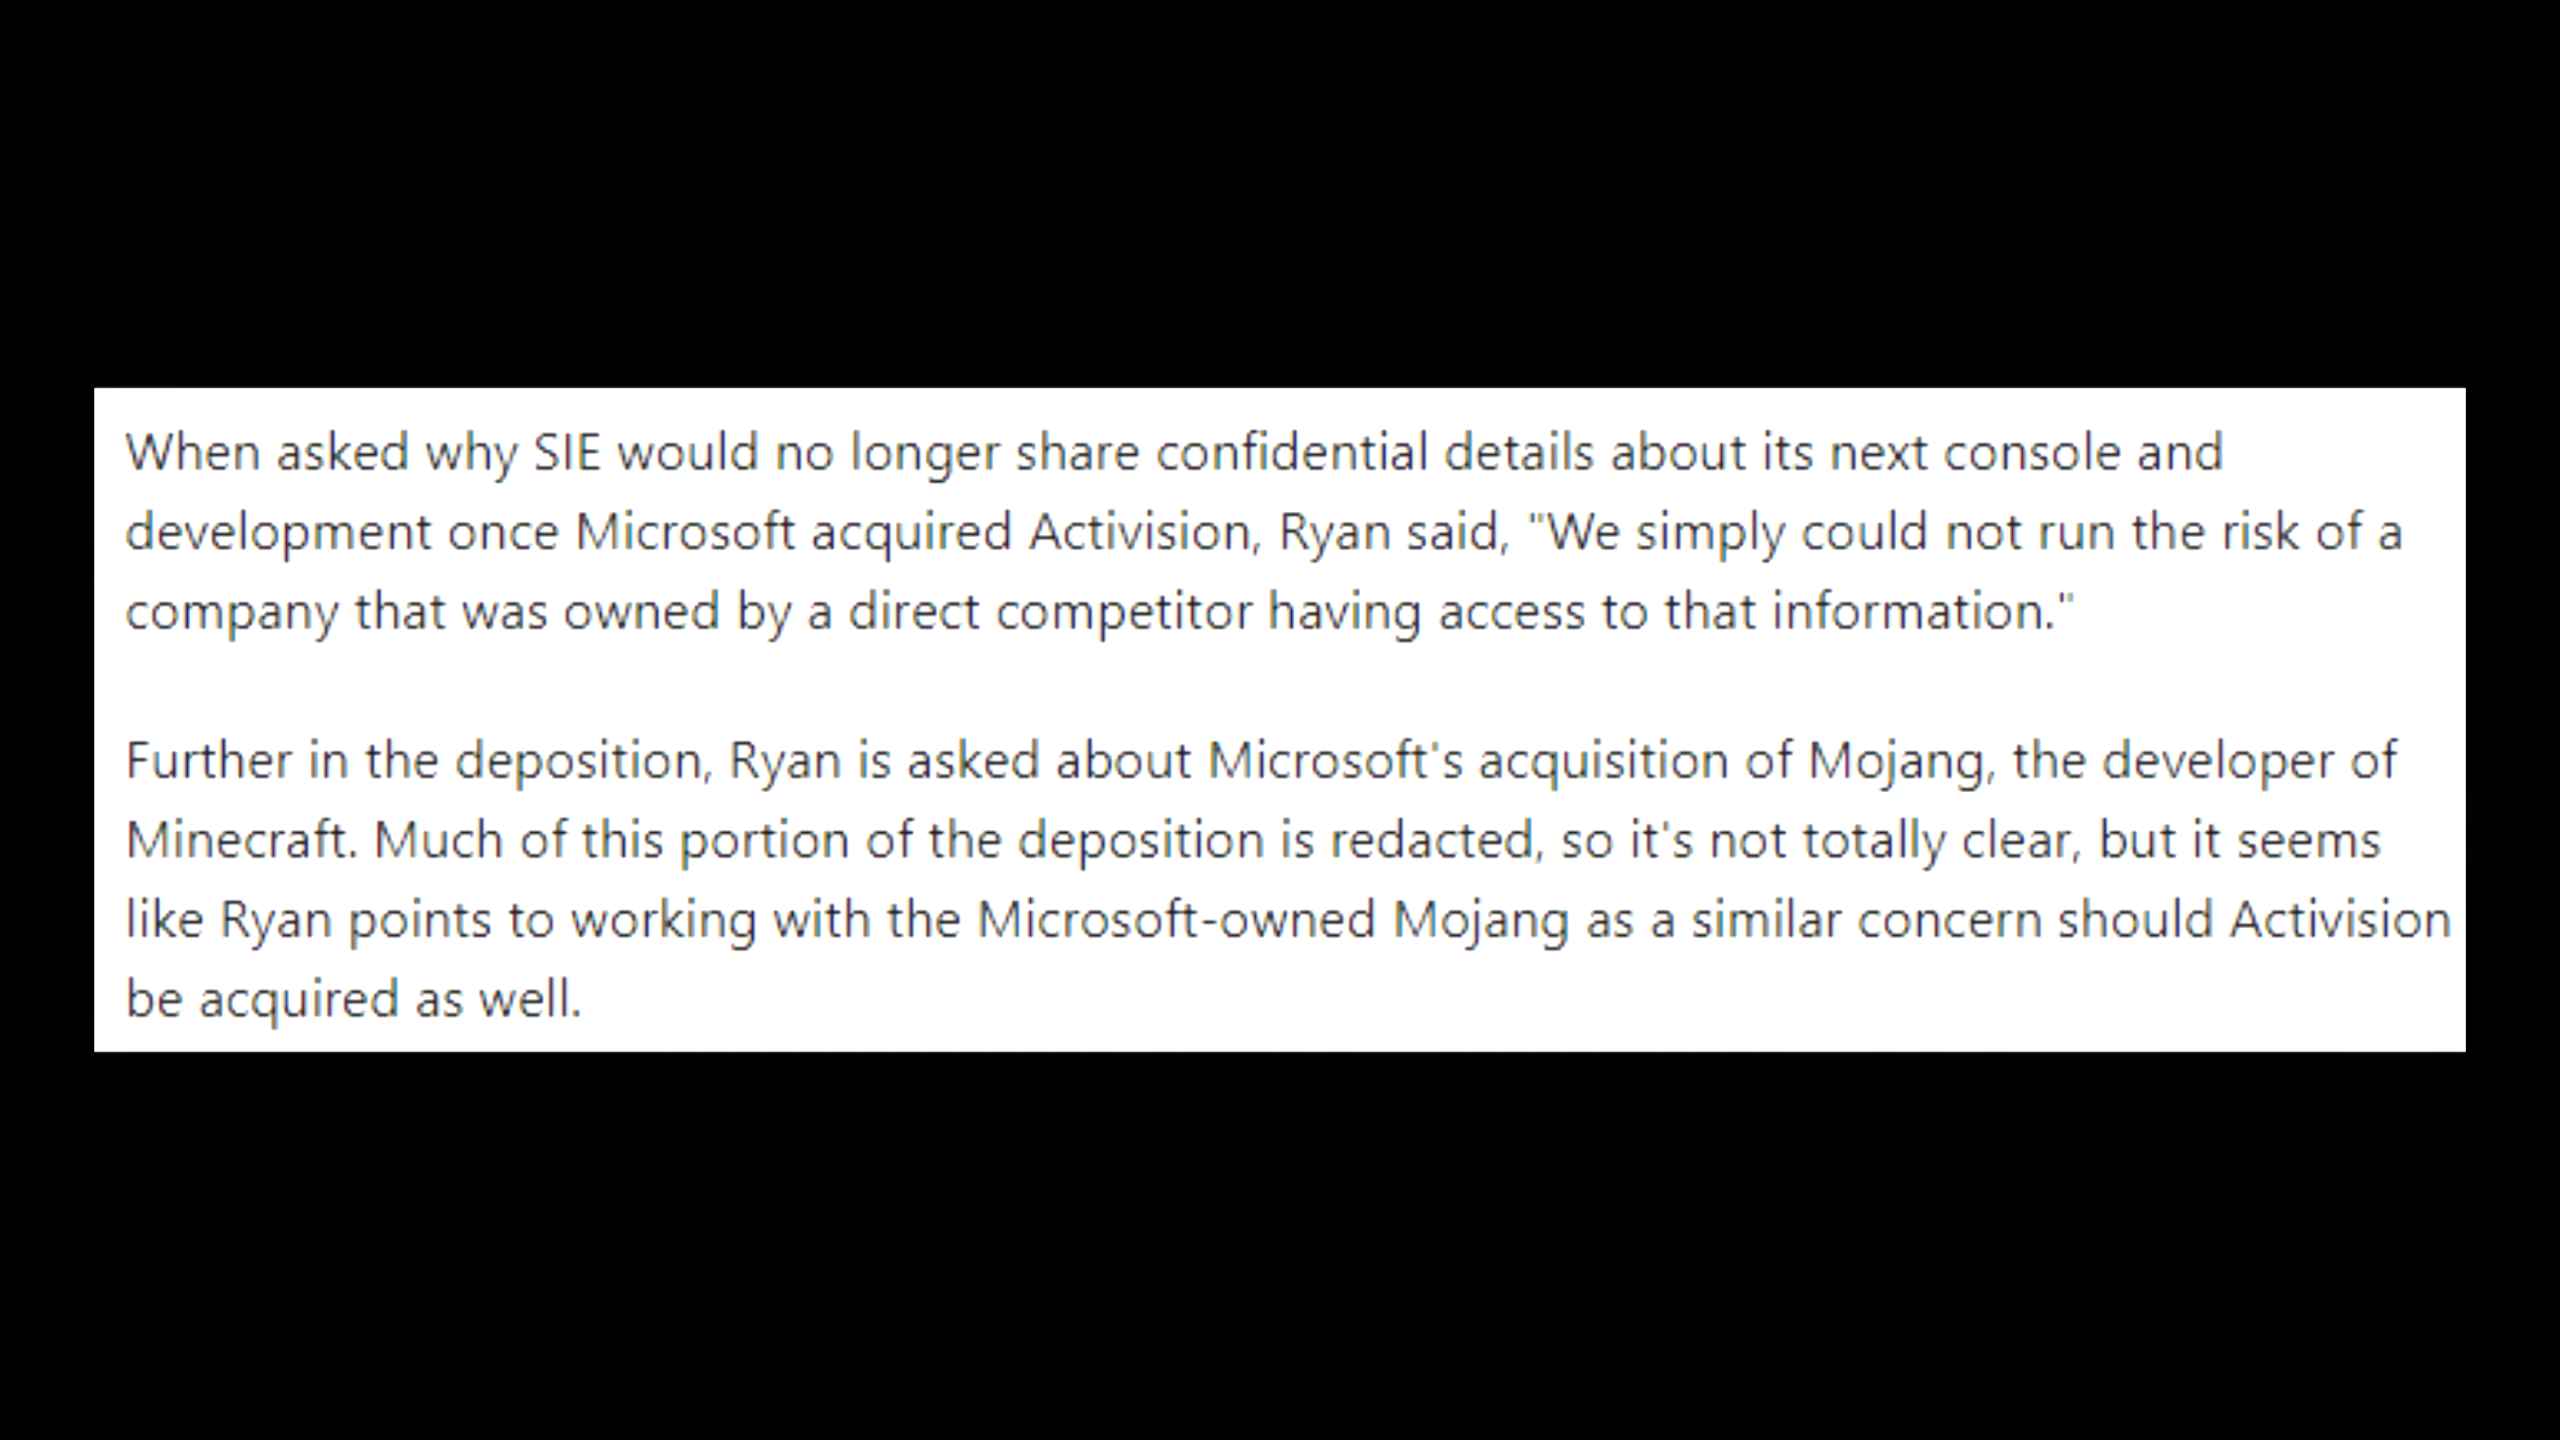 When asked why SIE would no longer share confidential details about its next console and
development once Microsoft acquired Activision, Ryan said, "We simply could not run the risk of a
company that was owned by a direct competitor having access to that information."
Further in the deposition, Ryan is asked about Microsoft's acquisition of Mojang, the developer of
Minecraft. Much of this portion of the deposition is redacted, so it's not totally clear, but it seems
like Ryan points to working with the Microsoft-owned Mojang as a similar concern should Activision
be acquired as well.